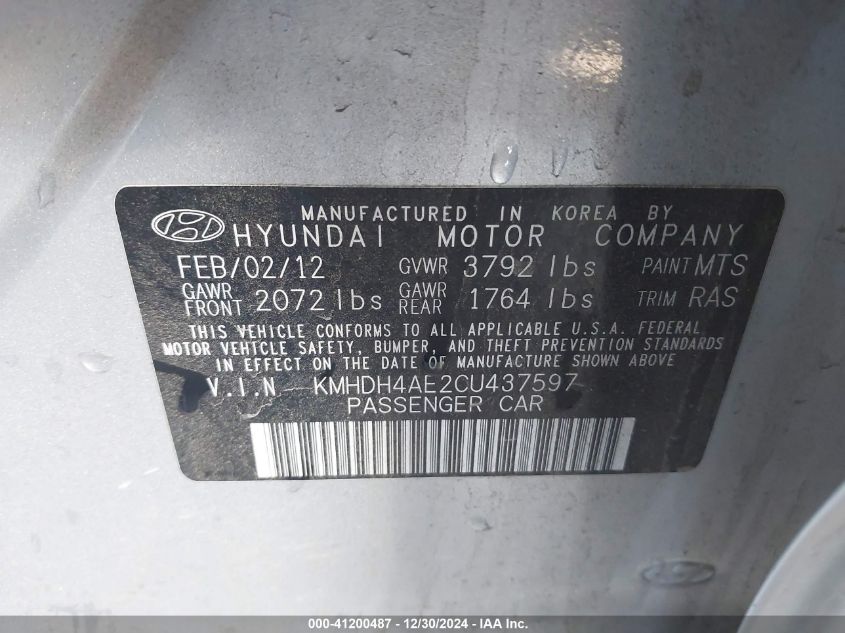 MANUFACTURED IN KOREA BY
HYUNDAI MOTOR COMPANY
FEB/02/12 GVWR 3792 lbs PAINT MTS
GAWR FRONT 2072 lbs GAWR REAR 1764 lbs TRIM RAS
THIS VEHICLE CONFORMS TO ALL APPLICABLE U.S.A. FEDERAL
MOTOR VEHICLE SAFETY, BUMPER, AND THEFT PREVENTION STANDARDS
IN EFFECT ON THE DATE OF MANUFACTURE SHOWN ABOVE
V.I.N KMHDH4AE2CU437597
PASSENGER CAR
000-41200487 - 12/30/2024 - IAA Inc.